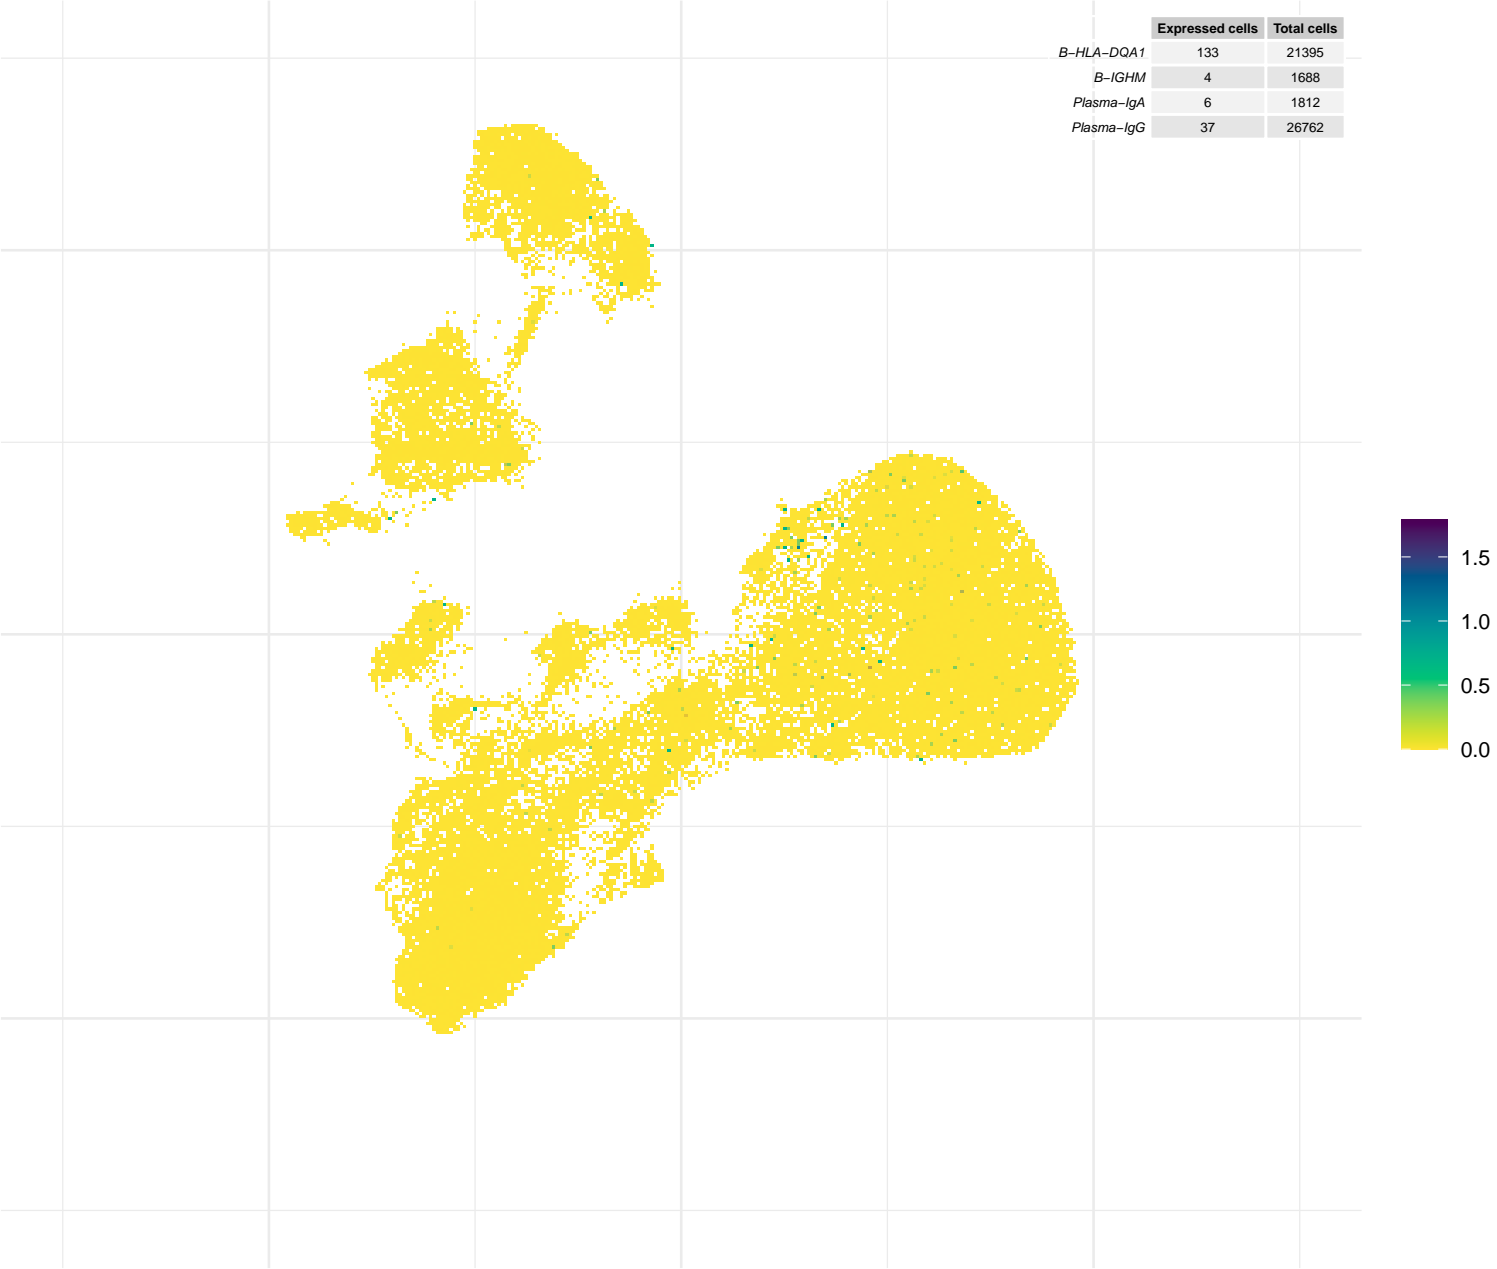 Expressed cells Total cells
B−HLA−DQA1 133 21395
B−IGHM 4 1688
Plasma−IgA 6 1812
Plasma−IgG 37 26762
1.5
1.0
0.5
0.0